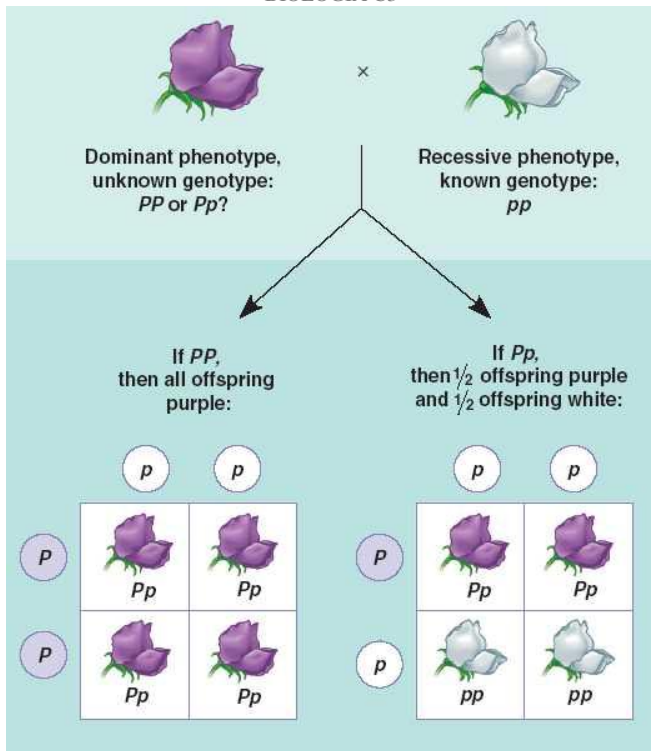 ×
Dominant phenotype,
unknown genotype:
PP or Pp?
Recessive phenotype,
known genotype:
pp
If PP,
then all offspring
purple:
If Pp,
then 1/2 offspring purple
and 1/2 offspring white:
p p
P
Pp Pp
P
Pp Pp
p p
P
Pp Pp
p
pp pp